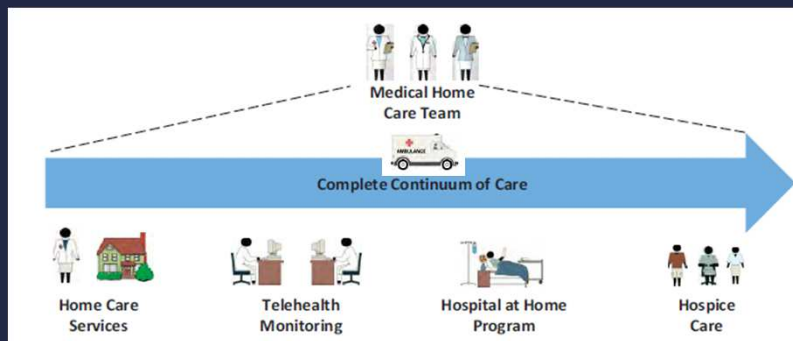 Medical Home
Care Team
AMBULANCE
Complete Continuum of Care
Home Care
Services
Telehealth
Monitoring
Hospital at Home
Program
Hospice
Care